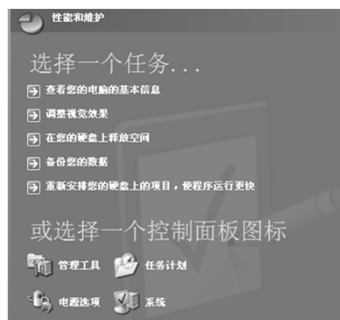 性能和维护
选择一个任务...
查看您的电脑的基本信息
调整视觉效果
在您的硬盘上释放空间
备份您的数据
重新安排您的硬盘上的项目，使程序运行更快
或选择一个控制面板图标
管理工具 任务计划
电源选项 系统